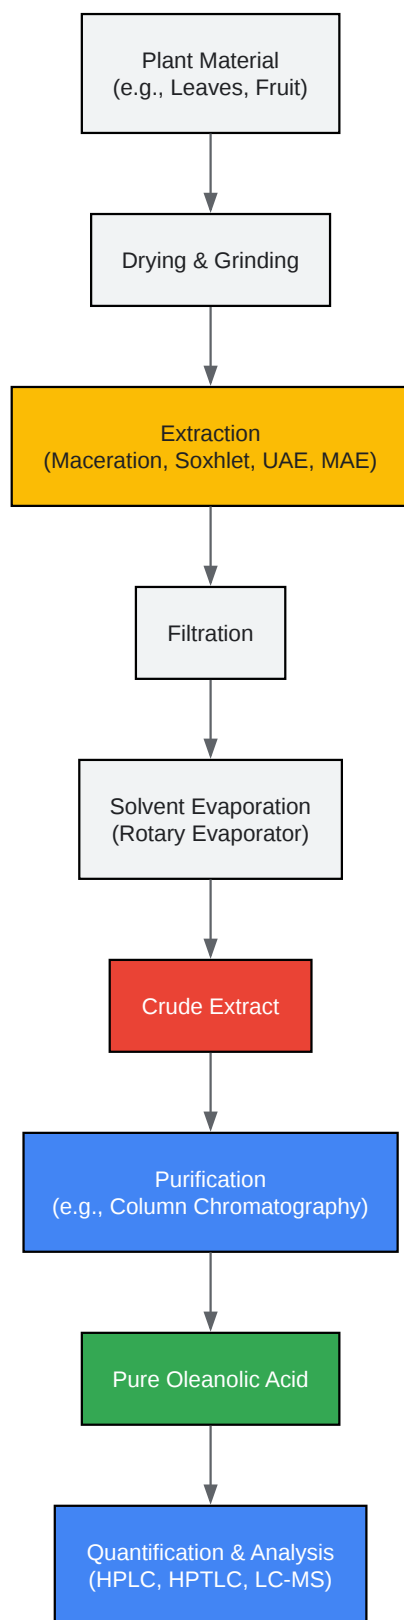 Plant Material
(e.g., Leaves, Fruit)
Drying & Grinding
Extraction
(Maceration, Soxhlet, UAE, MAE)
Filtration
Solvent Evaporation
(Rotary Evaporator)
Crude Extract
Purification
(e.g., Column Chromatography)
Pure Oleanolic Acid
Quantification & Analysis
(HPLC, HPTLC, LC-MS)